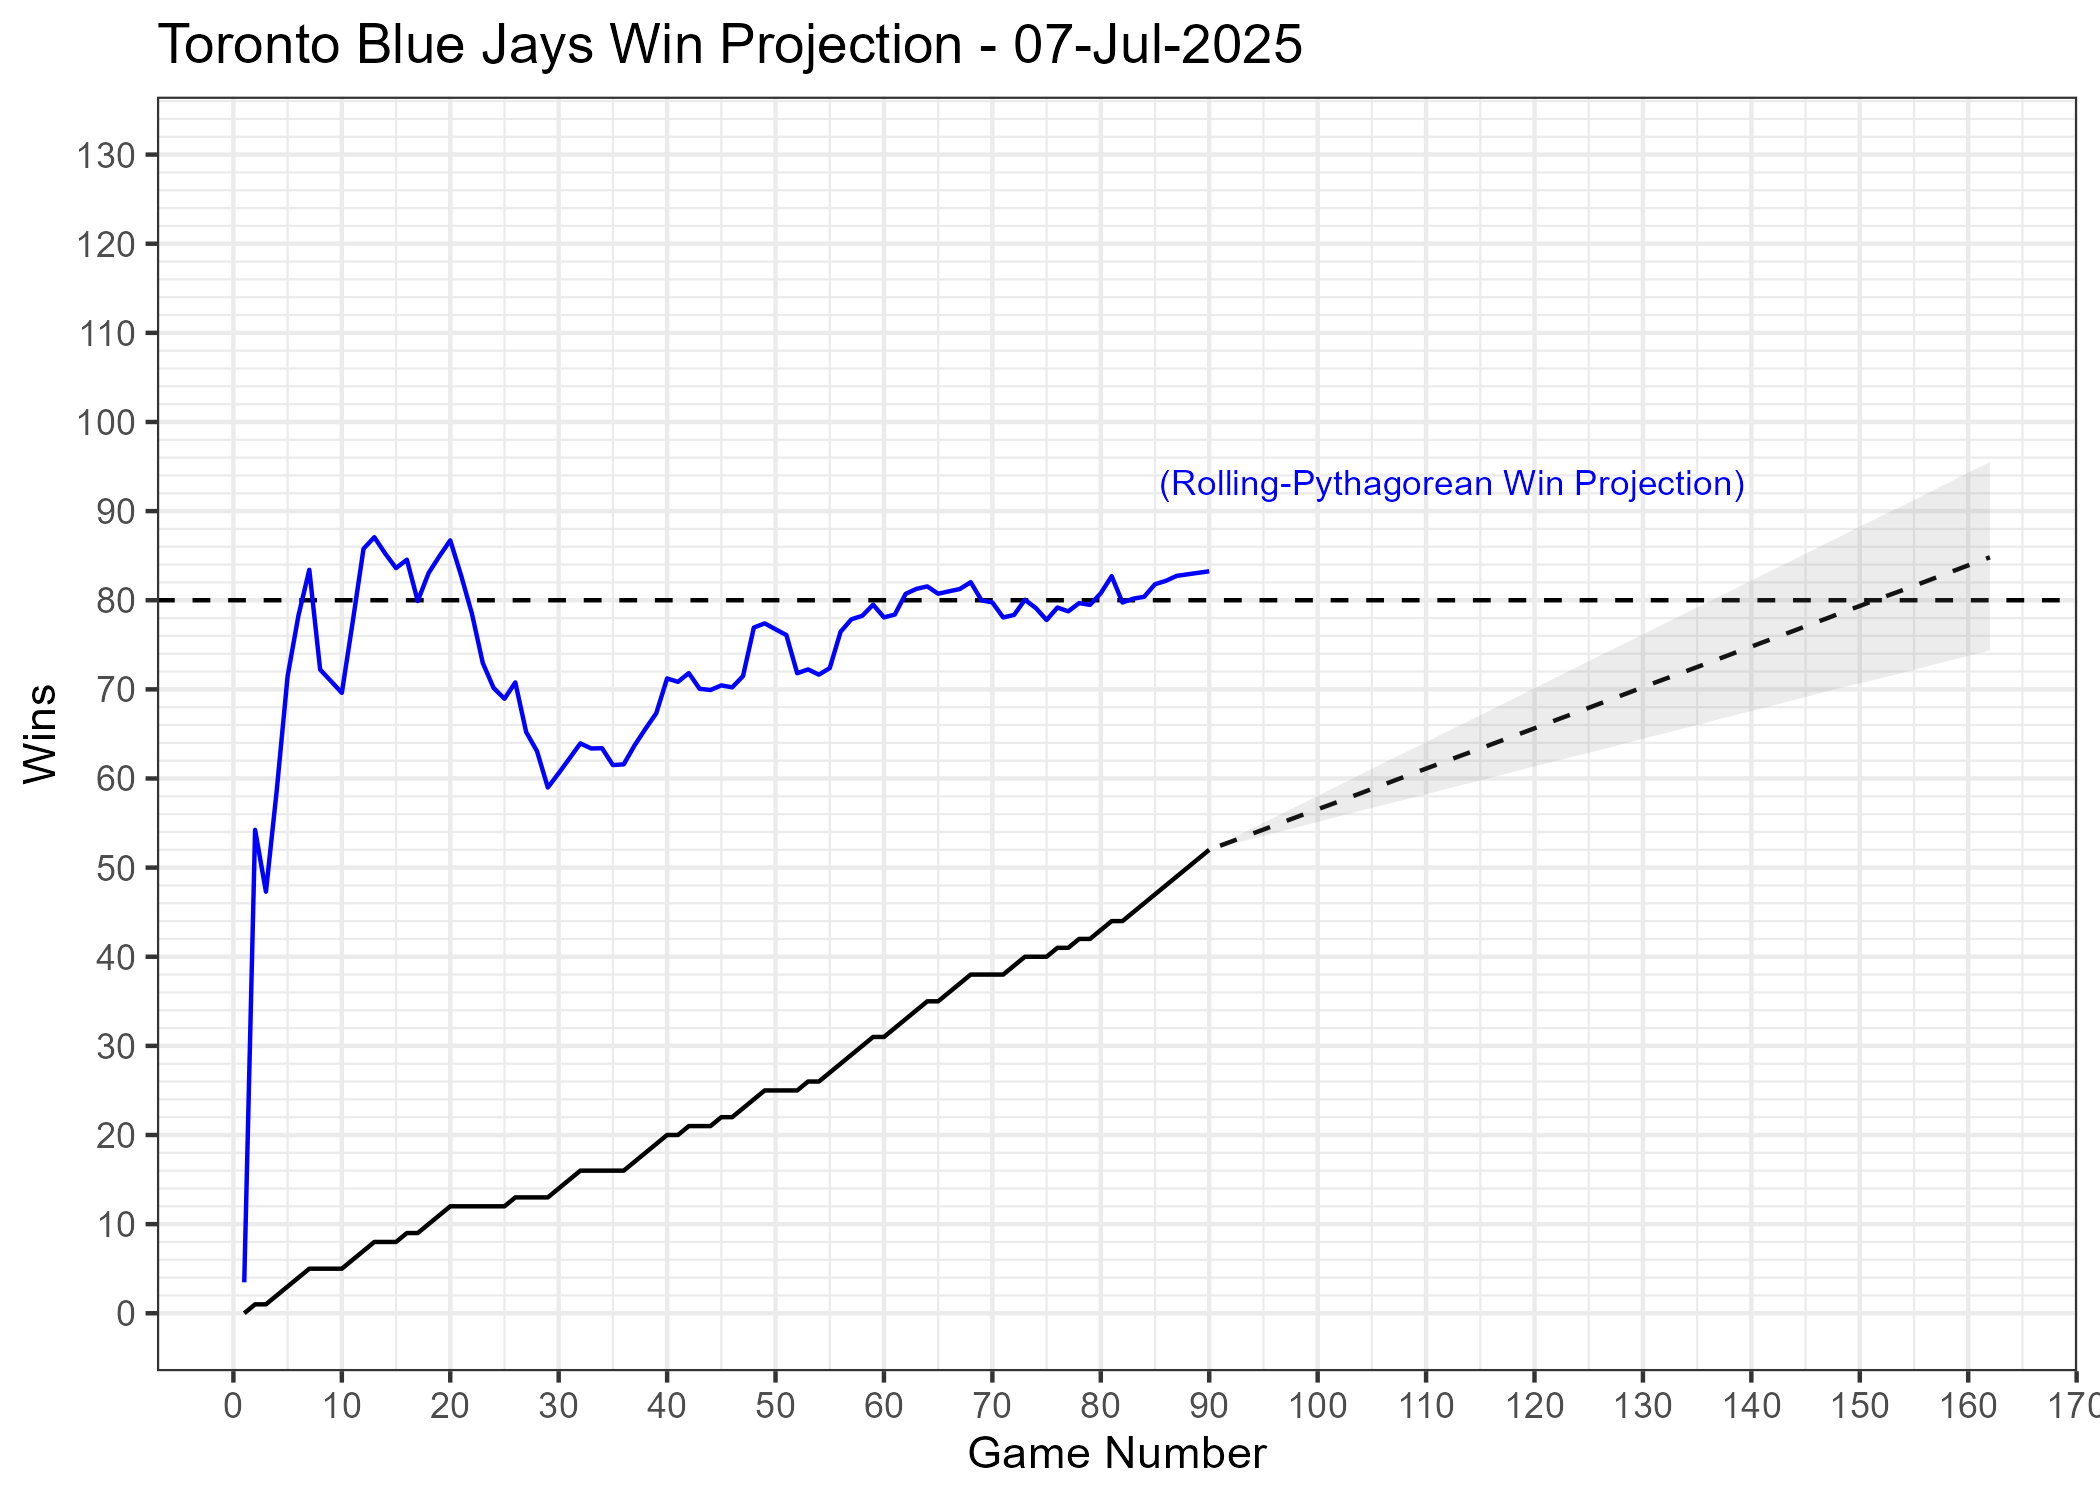 Toronto Blue Jays Win Projection - 07-Jul-2025
130
120
110
100
90
80
70
60
50
40
30
20
10
0
Wins
(Rolling-Pythagorean Win Projection)
0 10 20 30 40 50 60 70 80 90 100 110 120 130 140 150 160 170
Game Number